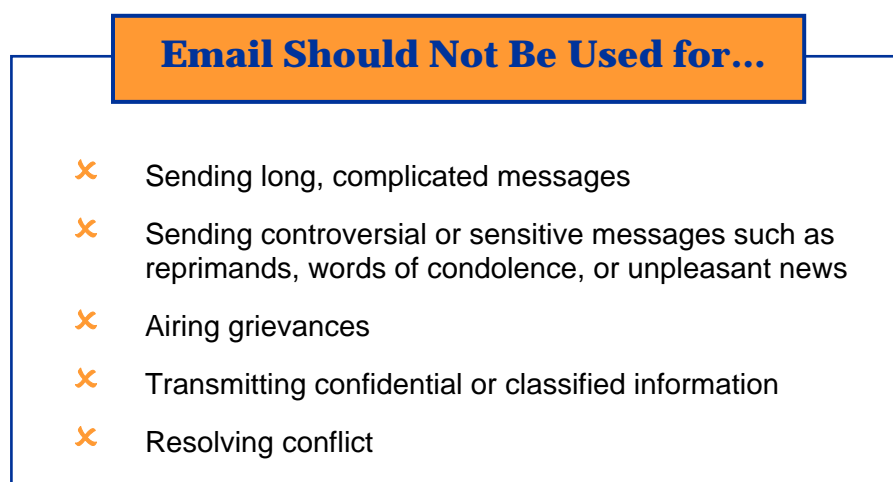 Email Should Not Be Used for...
Sending long, complicated messages
Sending controversial or sensitive messages such as
reprimands, words of condolence, or unpleasant news
Airing grievances
Transmitting confidential or classified information
Resolving conflict